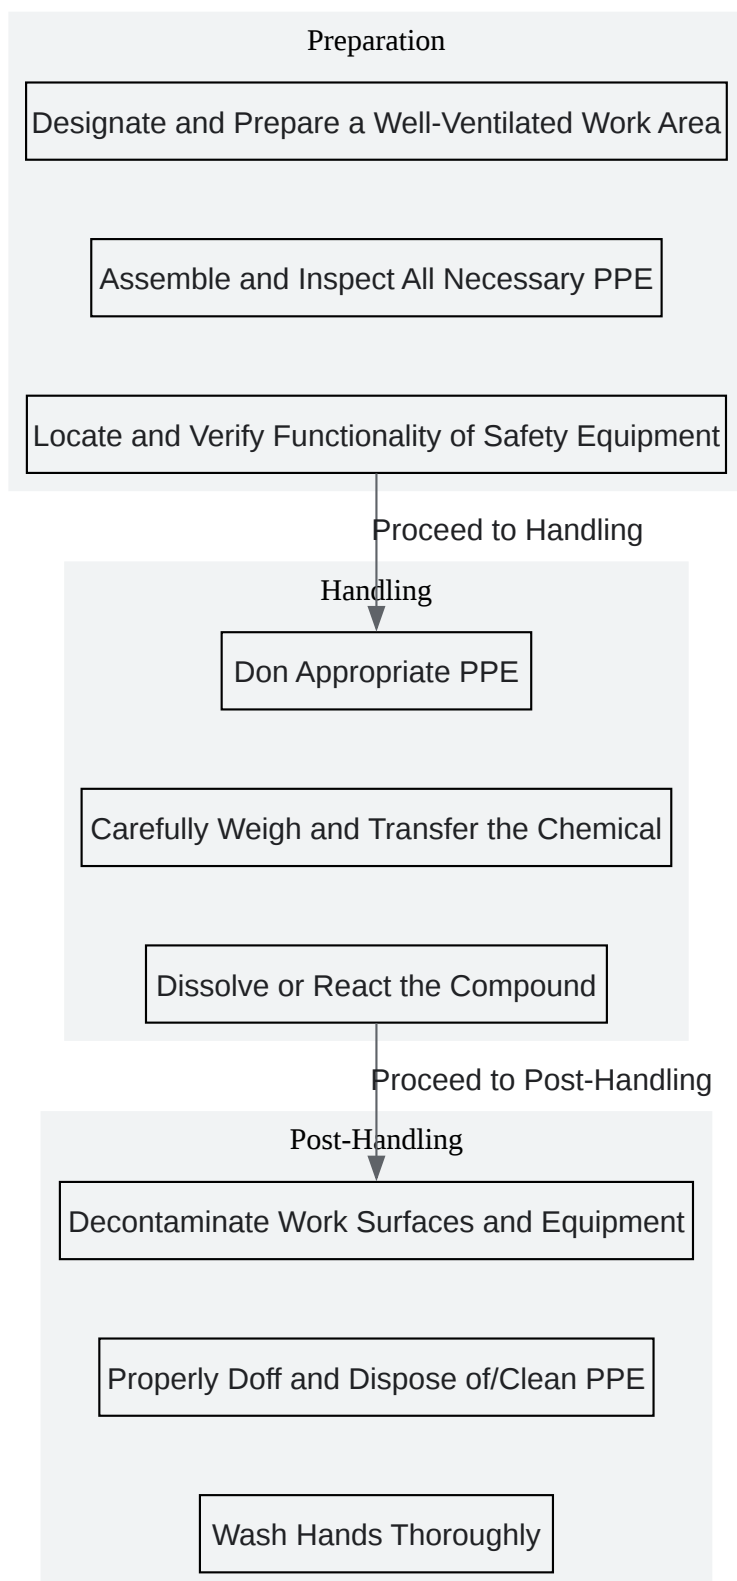 Preparation
Designate and Prepare a Well-Ventilated Work Area
Assemble and Inspect All Necessary PPE
Locate and Verify Functionality of Safety Equipment
Proceed to Handling
Handling
Don Appropriate PPE
Carefully Weigh and Transfer the Chemical
Dissolve or React the Compound
Proceed to Post-Handling
Post-Handling
Decontaminate Work Surfaces and Equipment
Properly Doff and Dispose of/Clean PPE
Wash Hands Thoroughly